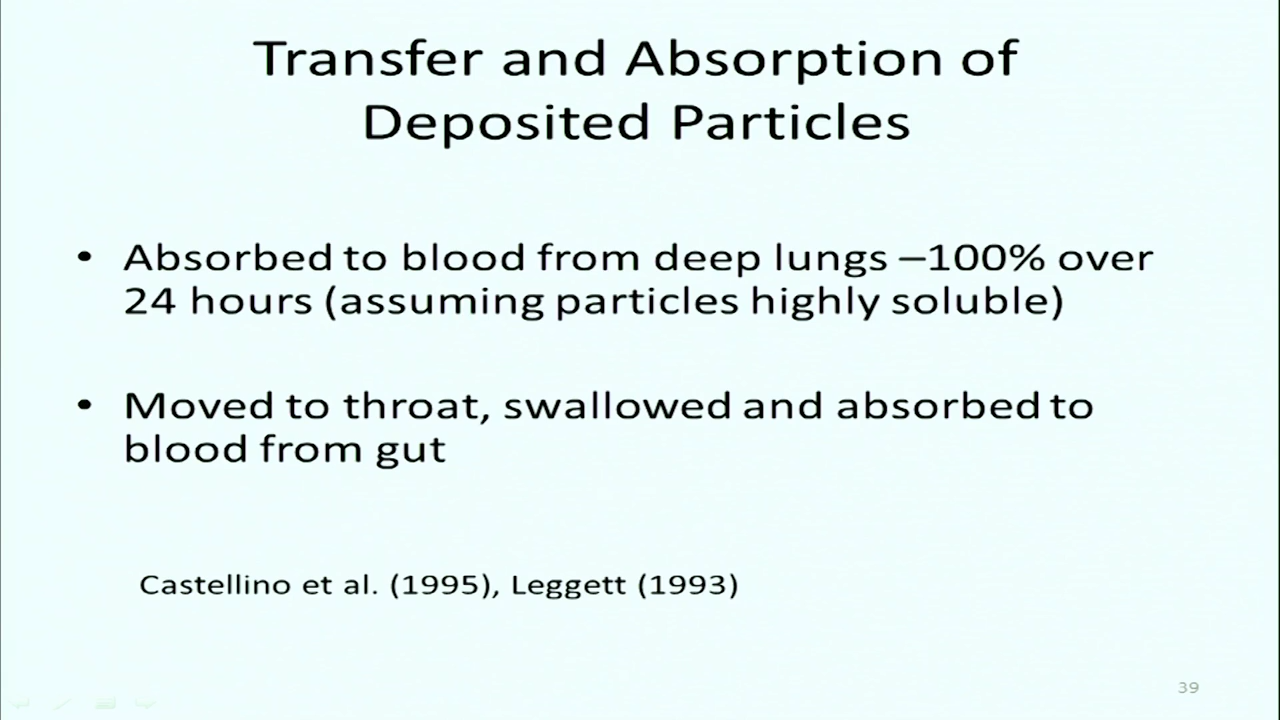 Transfer and Absorption of
Deposited Particles
• Absorbed to blood from deep lungs –100% over
24 hours (assuming particles highly soluble)
• Moved to throat, swallowed and absorbed to
blood from gut
Castellino et al. (1995), Leggett (1993)
39